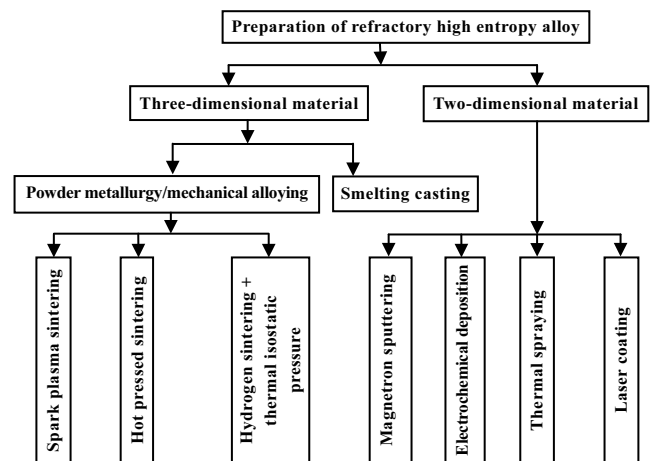 Preparation of refractory high entropy alloy
Three-dimensional material
Two-dimensional material
Powder metallurgy/mechanical alloying
Smelting casting
Spark plasma sintering
Hot pressed sintering
Hydrogen sintering +
thermal isostatic
pressure
Magnetron sputtering
Electrochemical deposition
Thermal spraying
Laser coating